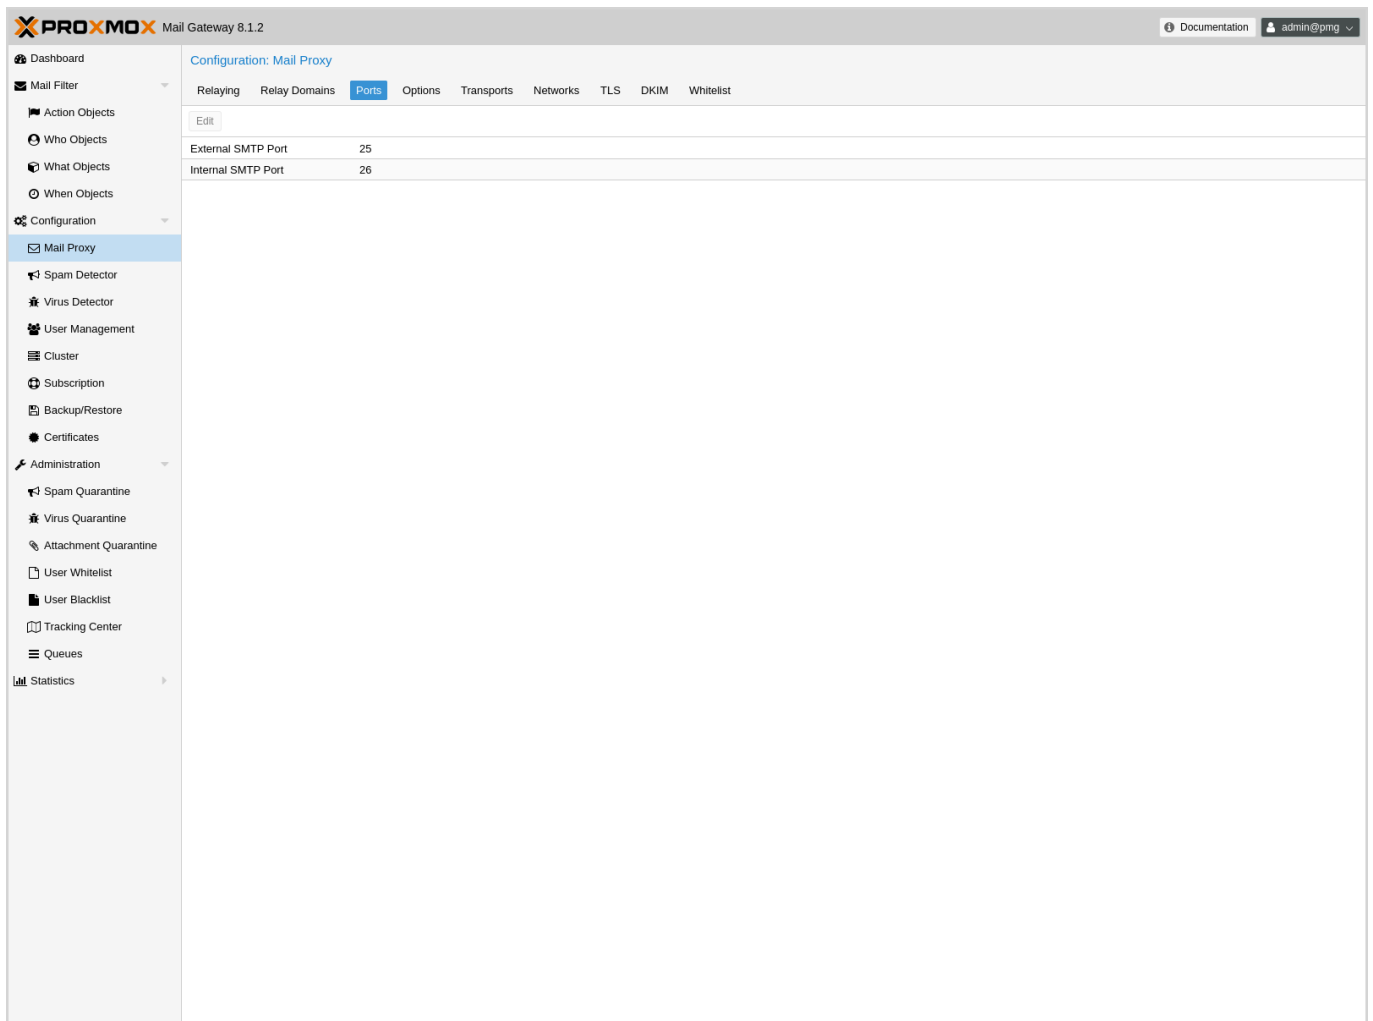 PROXMOX Mail Gateway 8.1.2 Documentation admin@pmg
Dashboard
Mail Filter
Action Objects
Who Objects
What Objects
When Objects
Configuration
Mail Proxy
Spam Detector
Virus Detector
User Management
Cluster
Subscription
Backup/Restore
Certificates
Administration
Spam Quarantine
Virus Quarantine
Attachment Quarantine
User Whitelist
User Blacklist
Tracking Center
Queues
Statistics
Configuration: Mail Proxy
Relaying Relay Domains Ports Options Transports Networks TLS DKIM Whitelist
Edit
External SMTP Port 25
Internal SMTP Port 26